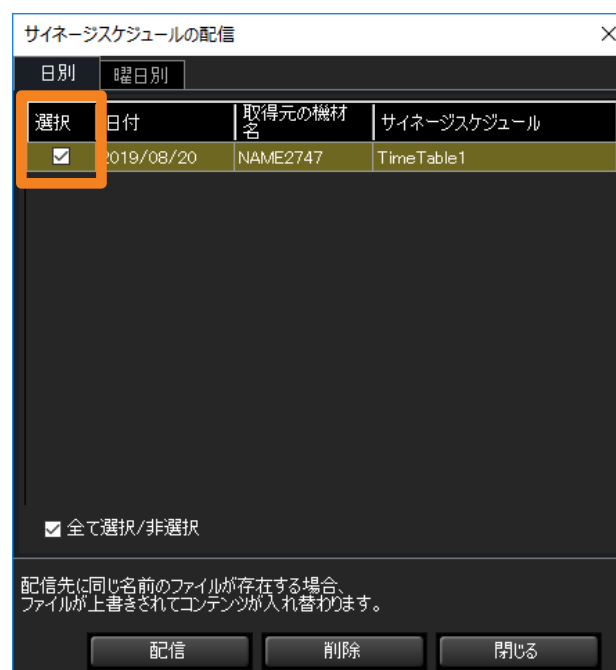 サイネージスケジュールの配信
日別 曜日別
選択 日付 取得元の機材名 サイネージスケジュール
2019/08/20 NAME2747 TimeTable1
全て選択/非選択
配信先に同じ名前のファイルが存在する場合、
ファイルが上書きされてコンテンツが入れ替わります。
配信 削除 閉じる